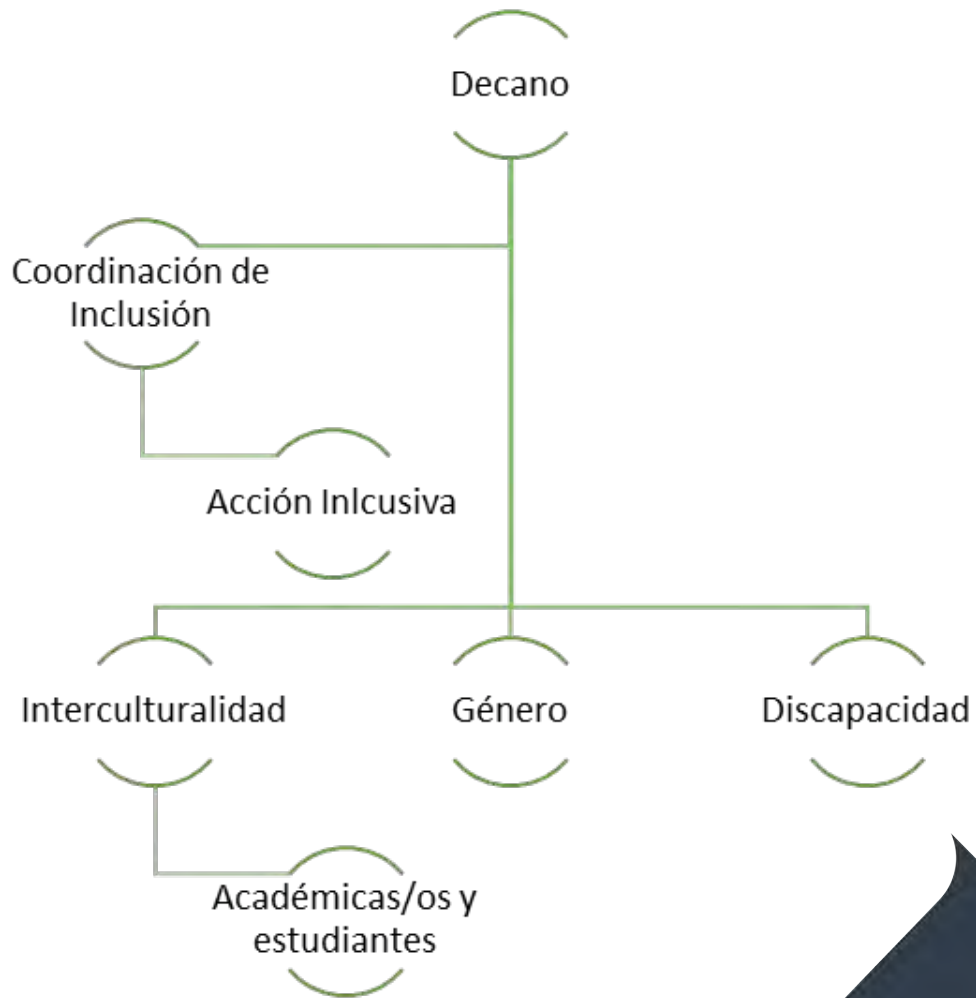 Decano
Coordinación de
Inclusión
Acción Inlcusiva
Interculturalidad
Género
Discapacidad
Académicas/os y
estudiantes